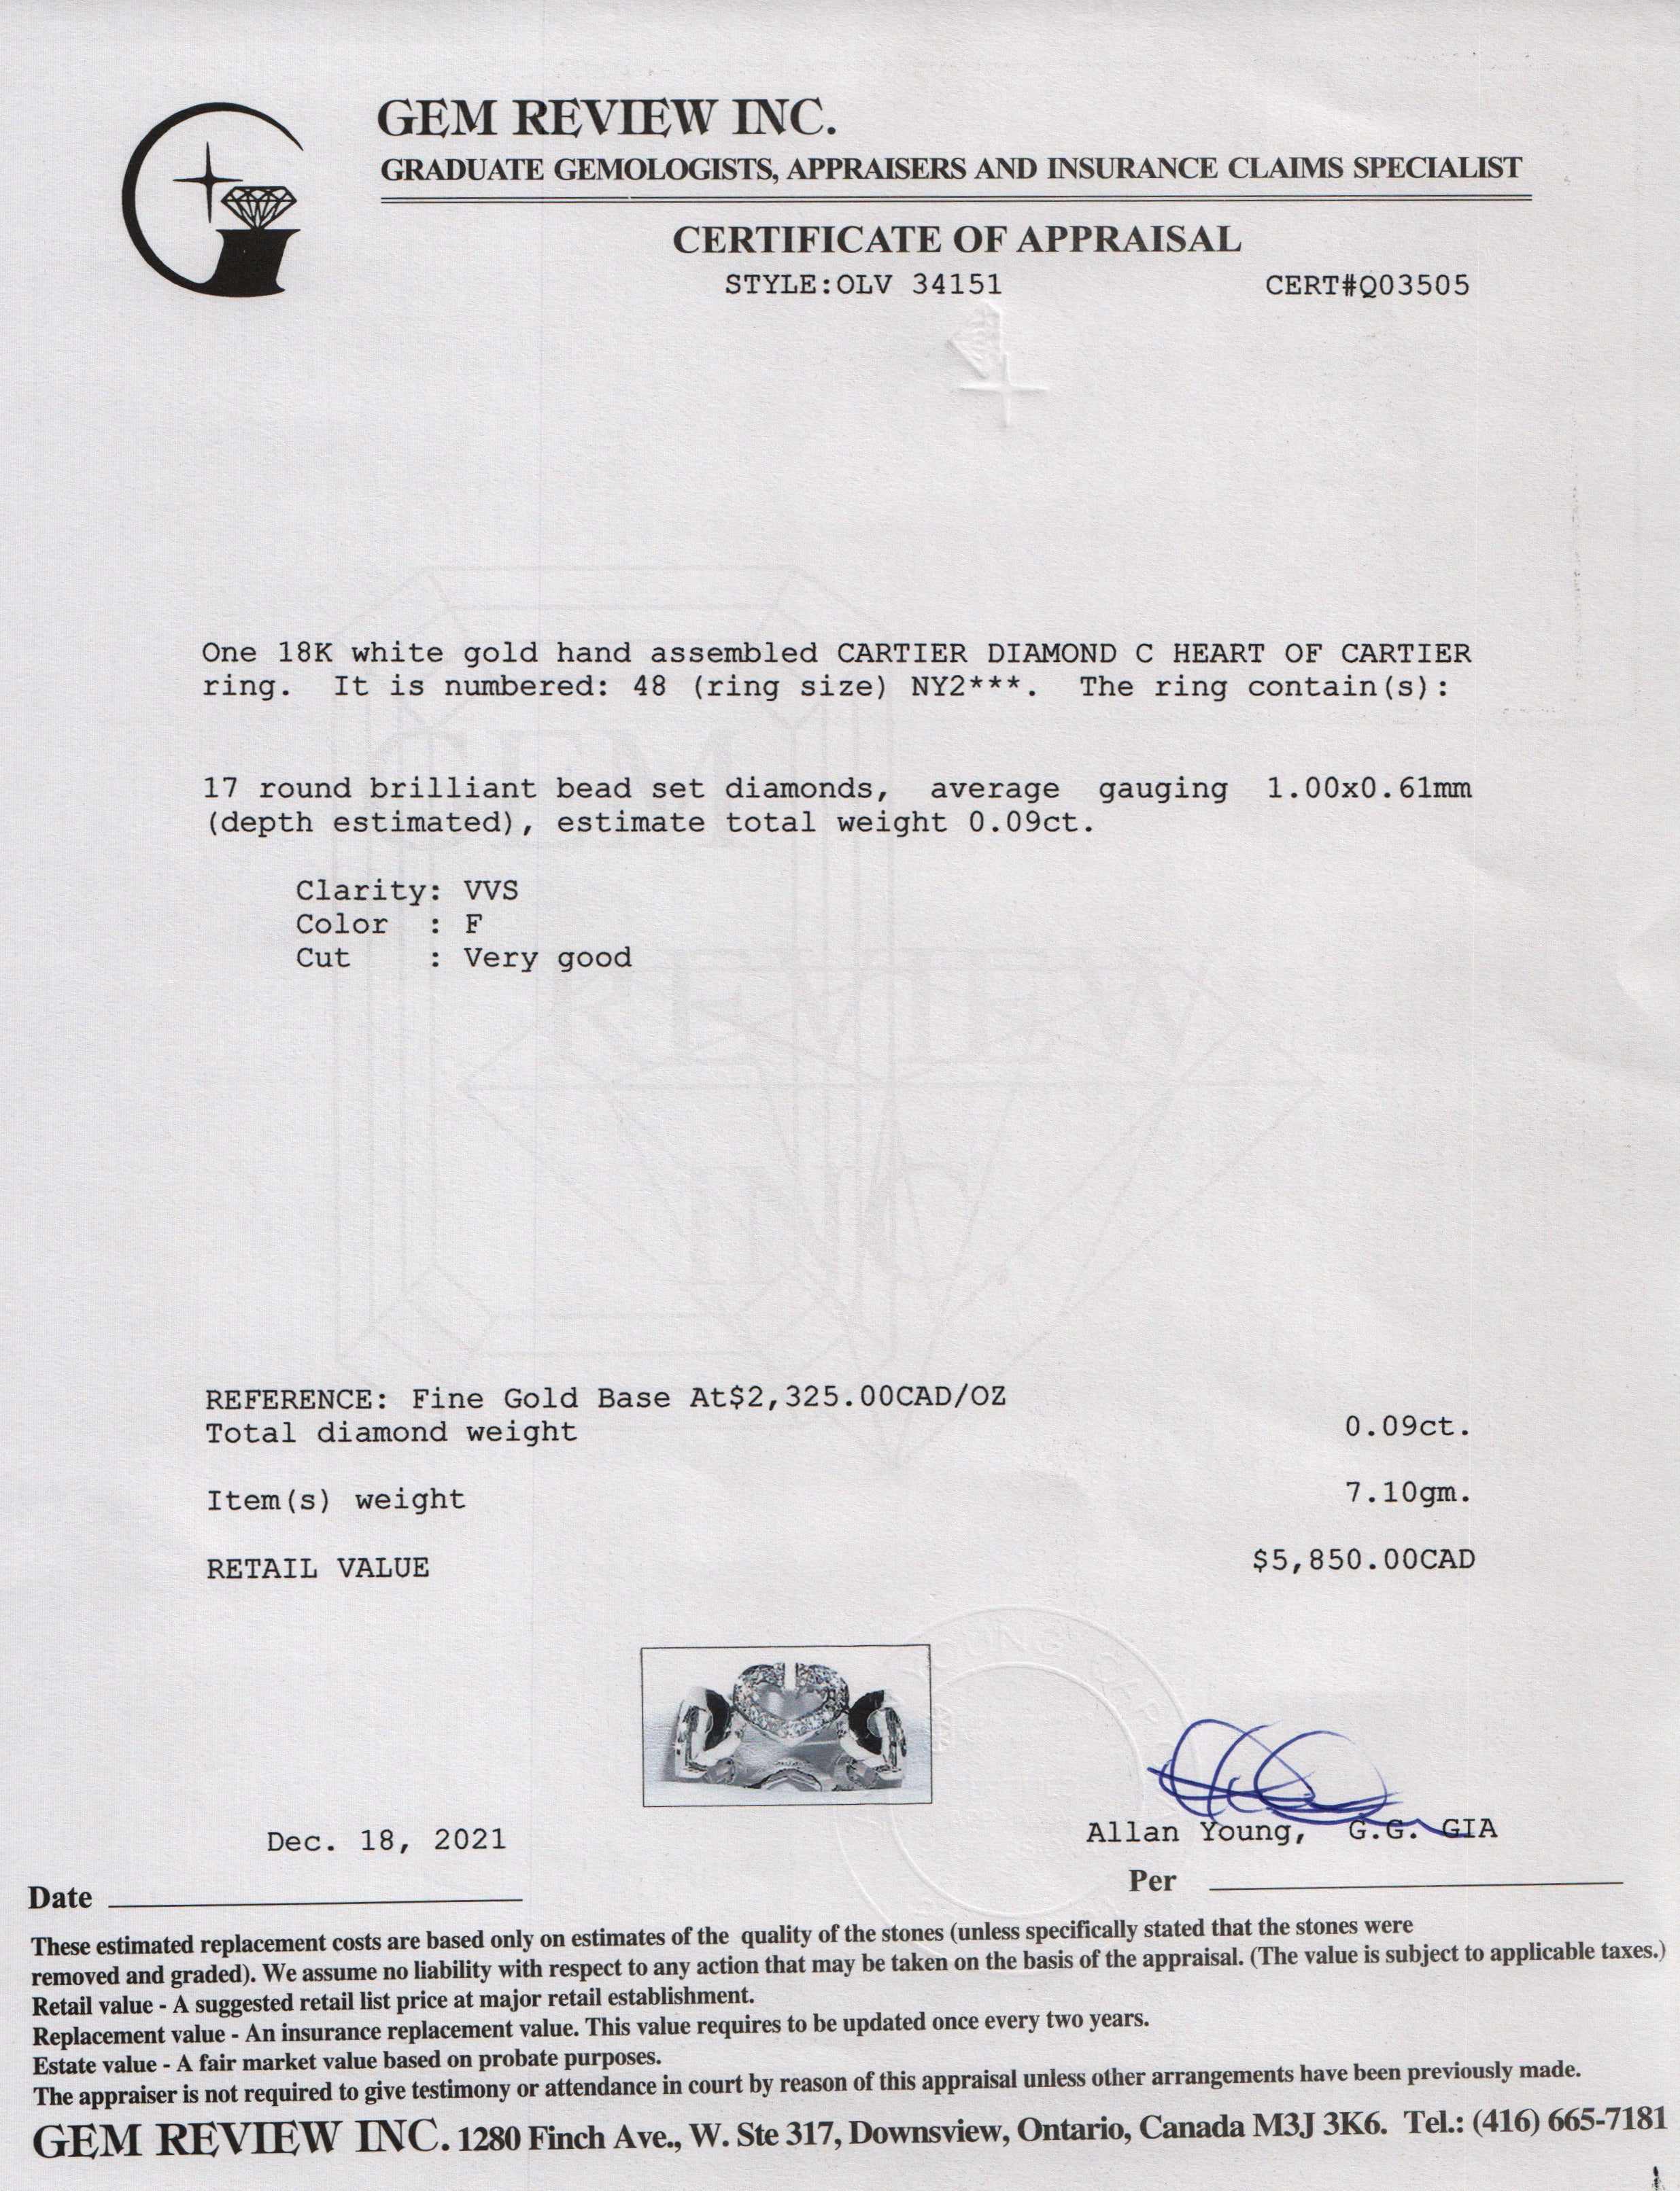 GEM REVIEW INC.
GRADUATE GEMOLOGISTS, APPRAISERS AND INSURANCE CLAIMS SPECIALIST
CERTIFICATE OF APPRAISAL
STYLE:OLV 34151 CERT#Q03505
One 18K white gold hand assembled CARTIER DIAMOND C HEART OF CARTIER
ring. It is numbered: 48 (ring size) NY2***. The ring contain(s):
17 round brilliant bead set diamonds, average gauging 1.00x0.61mm
(depth estimated), estimate total weight 0.09ct.
Clarity: VVS
Color : F
Cut : Very good
GEM
REVIEW
INC.
REFERENCE: Fine Gold Base At$2,325.00CAD/OZ
Total diamond weight 0.09ct.
Item(s) weight 7.10gm.
RETAIL VALUE $5,850.00CAD
Dec. 18, 2021
Allan Young, G.G. GIA
Date
Per
These estimated replacement costs are based only on estimates of the quality of the stones (unless specifically stated that the stones were
removed and graded). We assume no liability with respect to any action that may be taken on the basis of the appraisal. (The value is subject to applicable taxes.)
Retail value - A suggested retail list price at major retail establishment.
Replacement value - An insurance replacement value. This value requires to be updated once every two years.
Estate value - A fair market value based on probate purposes.
The appraiser is not required to give testimony or attendance in court by reason of this appraisal unless other arrangements have been previously made.
GEM REVIEW INC. 1280 Finch Ave., W. Ste 317, Downsview, Ontario, Canada M3J 3K6. Tel.: (416) 665-7181